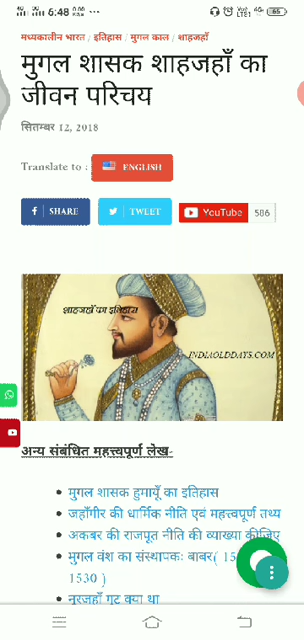 6:48
मध्यकालीन भारत / इतिहास / मुगल काल / शाहजहाँ
मुगल शासक शाहजहाँ का
जीवन परिचय
सितम्बर 12, 2018
Translate to : ENGLISH
SHARE TWEET YouTube 586
शाहजहाँ का इतिहास
INDIAOLDDAYS.COM
अन्य संबंधित महत्त्वपूर्ण लेख-
मुगल शासक हुमायूँ का इतिहास
जहाँगीर की धार्मिक नीति एवं महत्त्वपूर्ण तथ्य
अकबर की राजपूत नीति की व्याख्या कीजिए
मुगल वंश का संस्थापकः बाबर( 15
1530 )
नूरजहाँ गुट क्या था